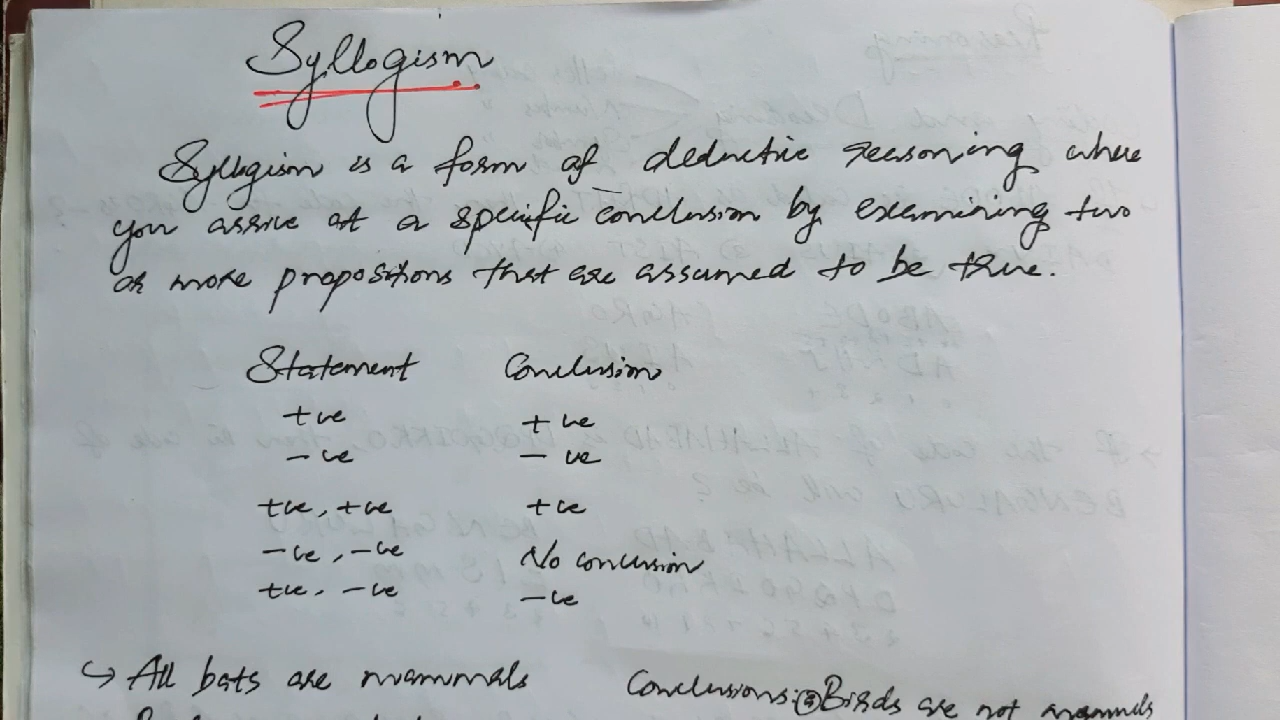 Syllogism
Syllogism is a form of deductive reasoning where
you arrive at a specific conclusion by examining two
or more propositions that are assumed to be true.
Statement Conclusion
+ve +ve
-ve -ve
+ve, +ve +ve
-ve, -ve No conclusion
+ve, -ve -ve
↪ All bats are mammals Conclusions: Birds are not mammals